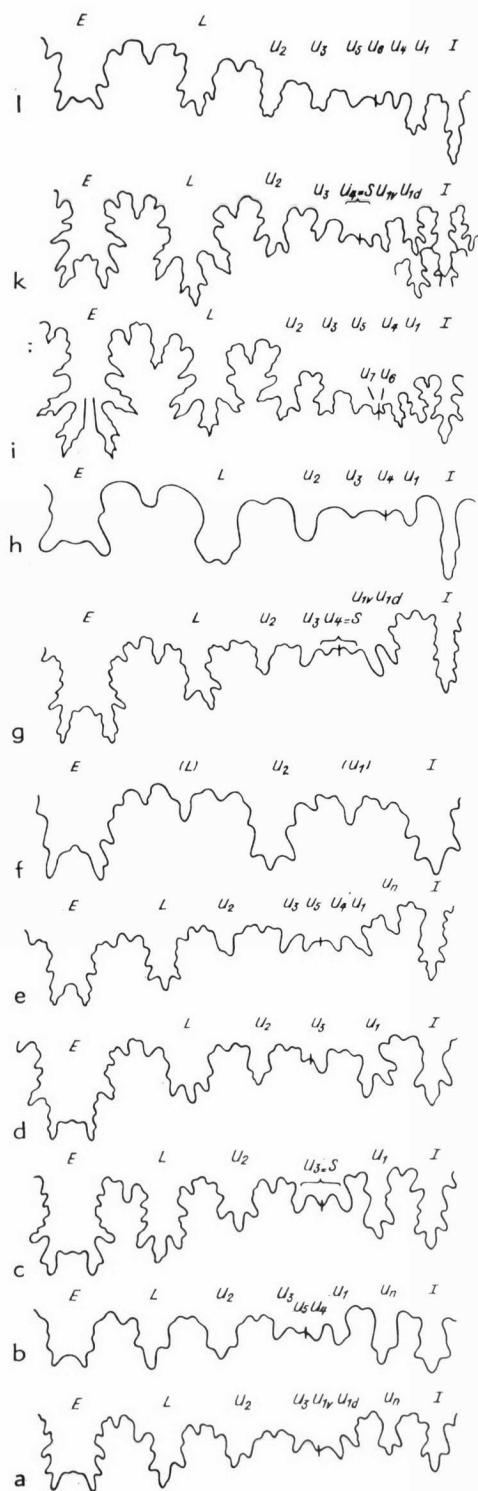 E L U₂ U₃ U₅ U₆ U₄ U₁ I
l
E L U₂ U₃ U₄=S U₁ᵥ U₁d I
k
E L U₂ U₃ U₅ U₄ U₁ I
U₇ U₆
i
E L U₂ U₃ U₄ U₁ I
h
U₁ᵥ U₁d I
E L U₂ U₃ U₄=S
g
E (L) U₂ (U₁) I
f
Uₙ I
E L U₂ U₃ U₅ U₄ U₁
e
E L U₂ U₃ U₁ I
d
E L U₂ U₃=S U₁ I
c
E L U₂ U₃ U₁ Uₙ I
U₅ U₄
b
E L U₂ U₃ U₁ᵥ U₁d Uₙ I
a